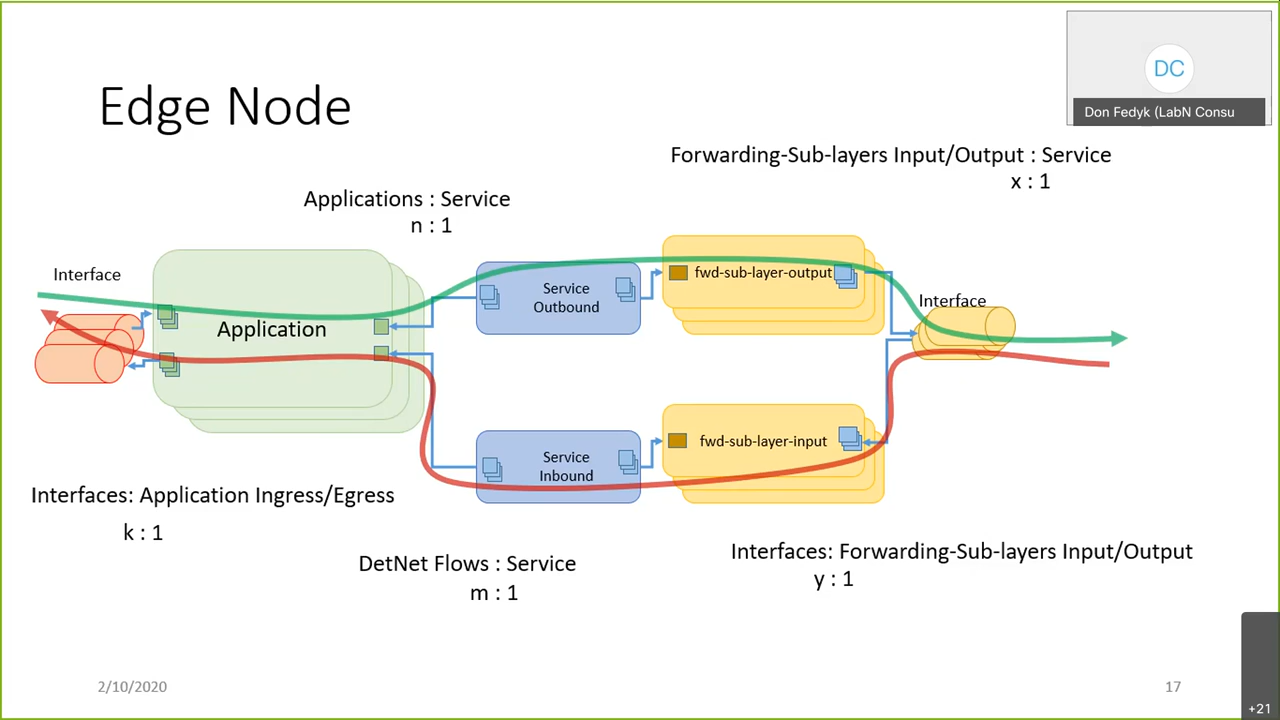 DC
Don Fedyk (LabN Consu
Edge Node
Forwarding-Sub-layers Input/Output : Service
x : 1
Applications : Service
n : 1
Interface
Application
Service
Outbound
fwd-sub-layer-output
Interface
Service
Inbound
fwd-sub-layer-input
Interfaces: Application Ingress/Egress
k : 1
DetNet Flows : Service
m : 1
Interfaces: Forwarding-Sub-layers Input/Output
y : 1
2/10/2020
17
+21